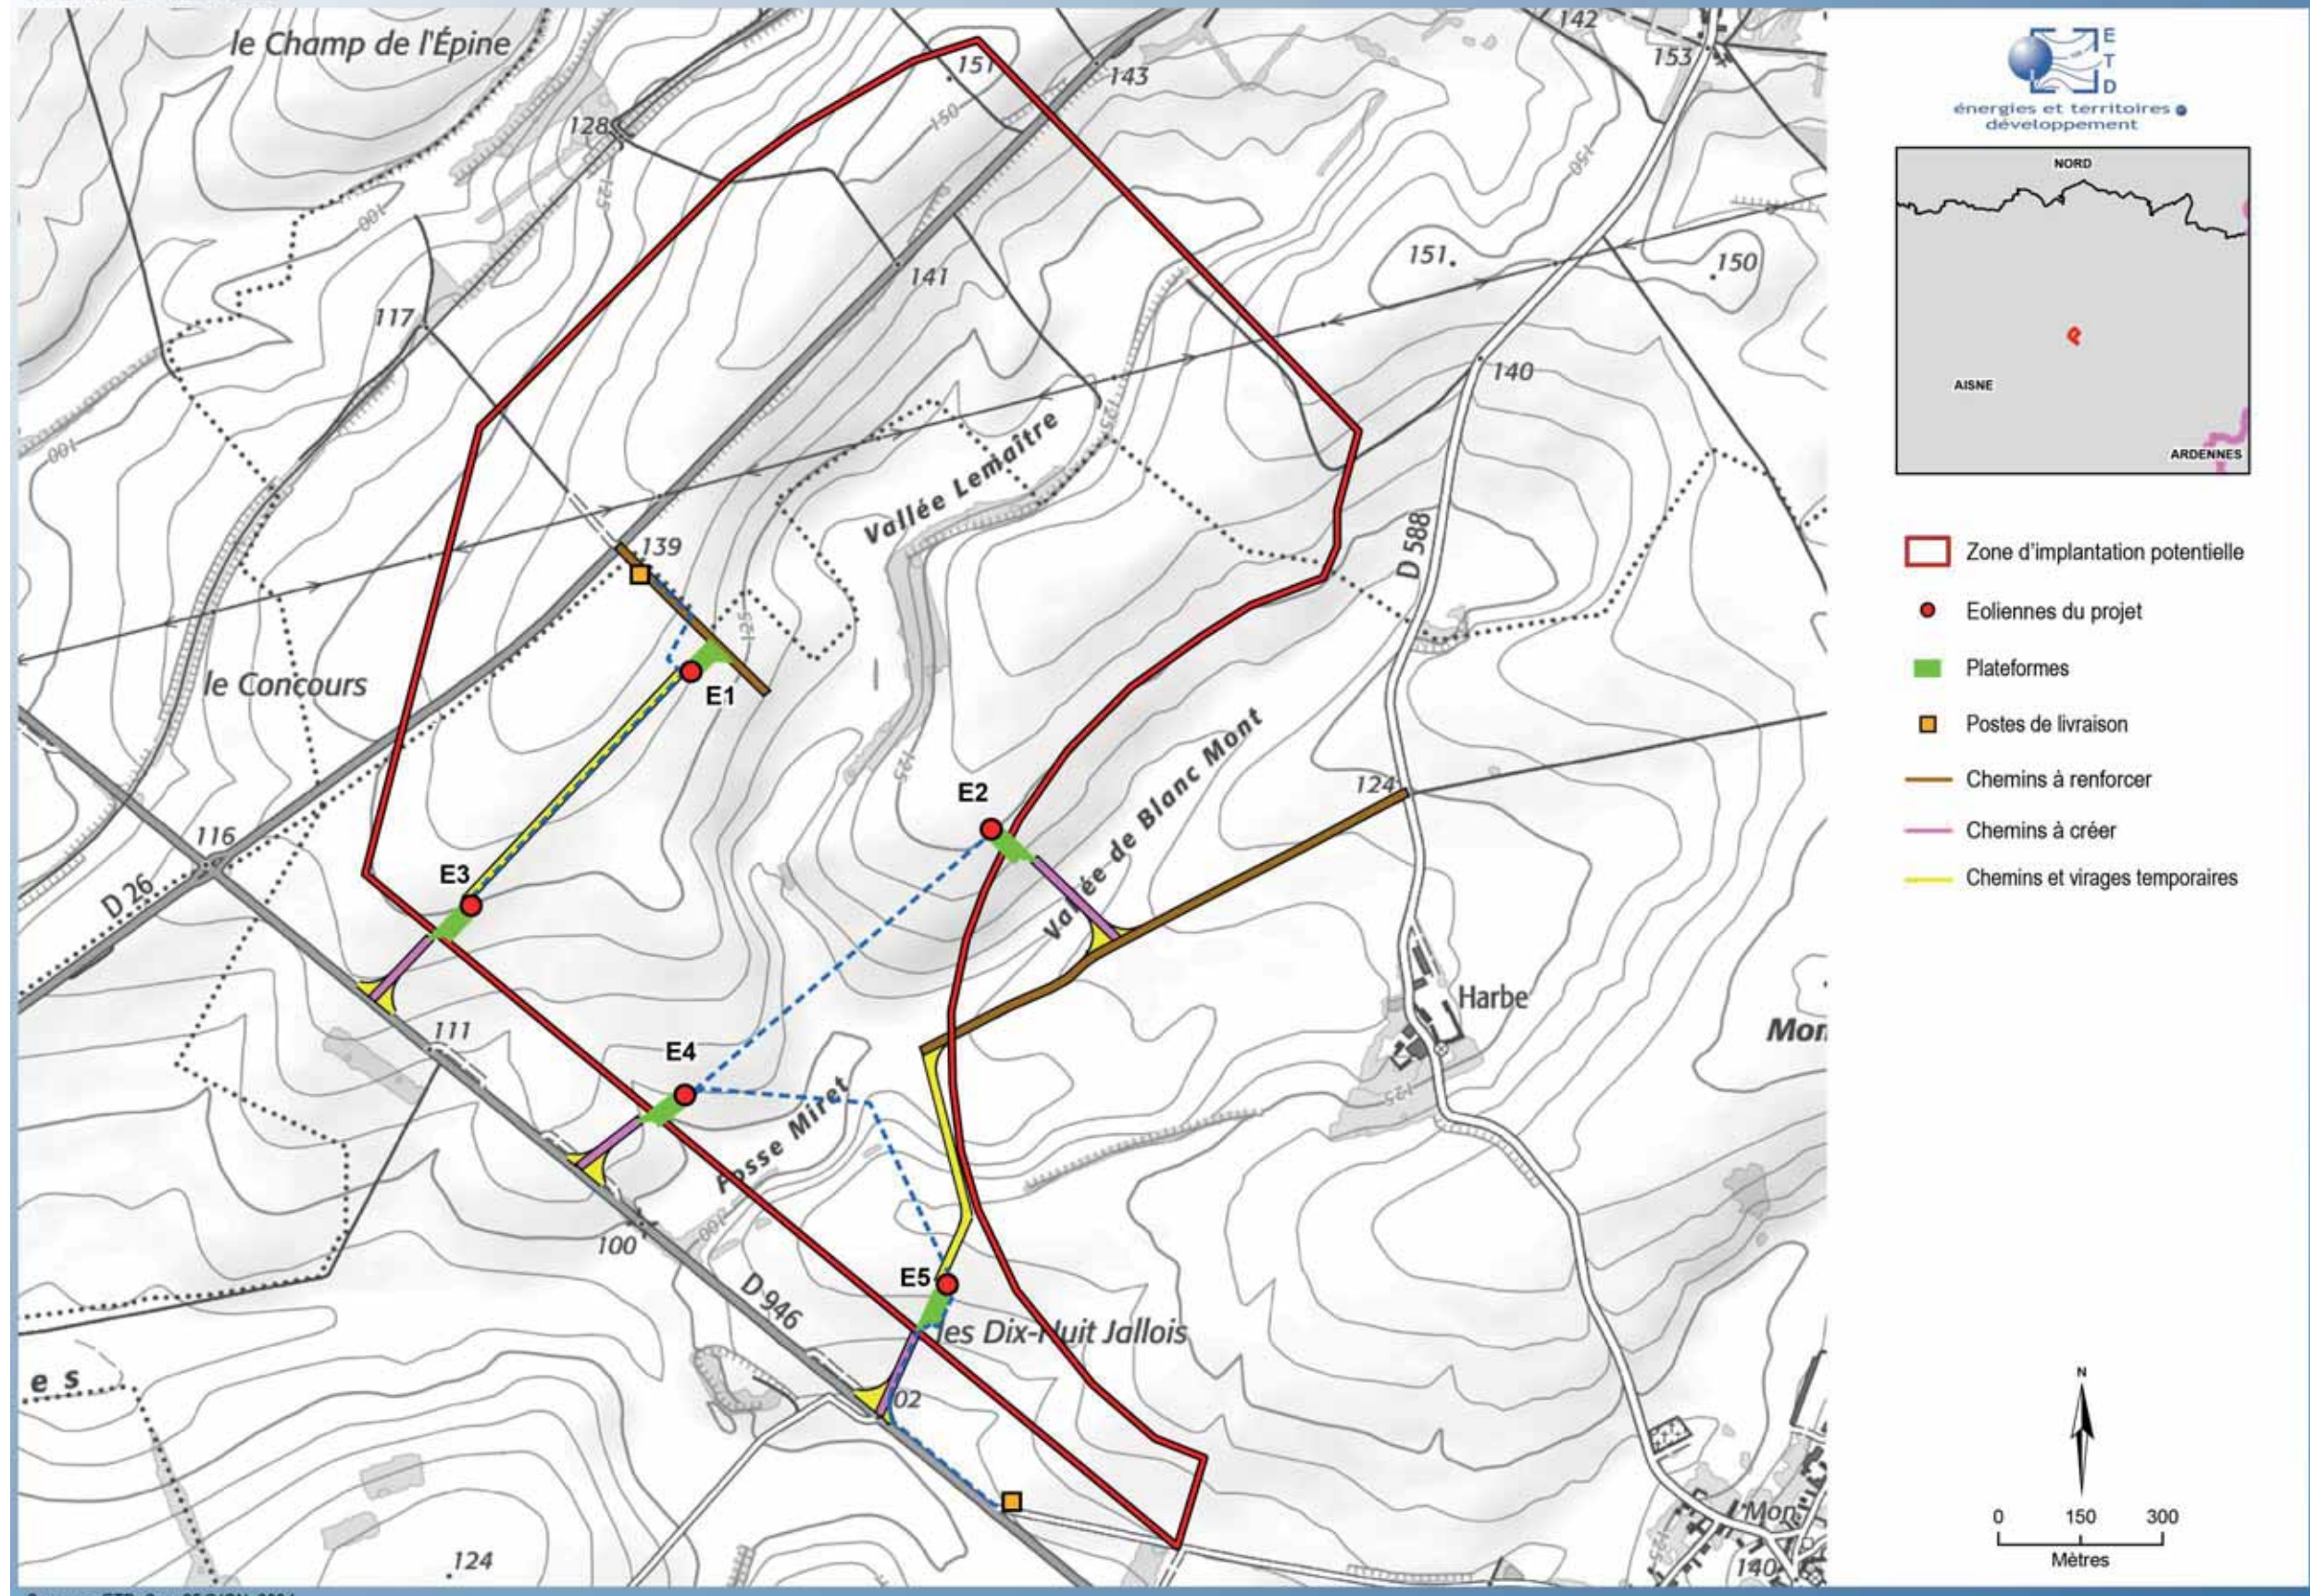 le Champ de l'Épine
128
125
100
117
100
151
150
143
142
153
150
151
150
141
140
125
Vallée Lemaître
139
125
D 588
le Concours
E1
125
E2
Vallée de Blanc Mont
124
116
D 26
E3
Harbe
111
E4
Fosse Miret
125
100
100
D 946
E5
les Dix-Huit Jallois
02
e s
124
l'Mon
125
140
E
T
D
énergies et territoires
développement
NORD
AISNE
ARDENNES
Zone d'implantation potentielle
Eoliennes du projet
Plateformes
Postes de livraison
Chemins à renforcer
Chemins à créer
Chemins et virages temporaires
N
0 150 300
Mètres